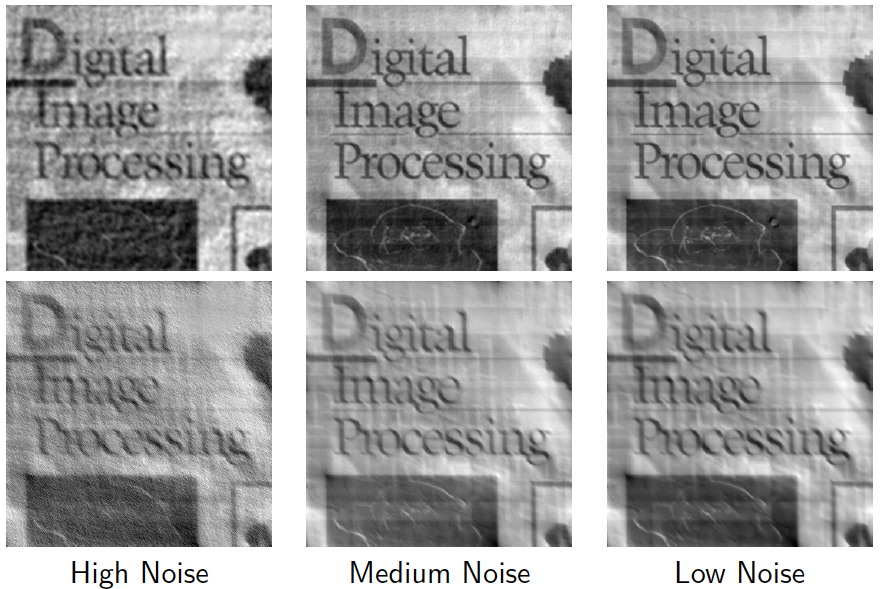 Digital Digital Digital
Image Image Image
Processing Processing Processing
Digital Digital Digital
Image Image Image
Processing Processing Processing
High Noise Medium Noise Low Noise